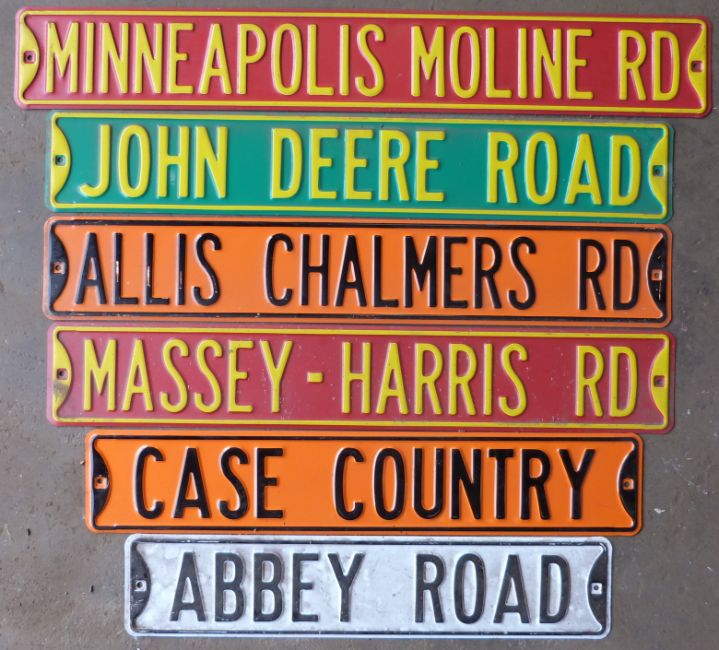 MINNEAPOLIS MOLINE RD
JOHN DEERE ROAD
ALLIS CHALMERS RD
MASSEY-HARRIS RD
CASE COUNTRY
ABBEY ROAD